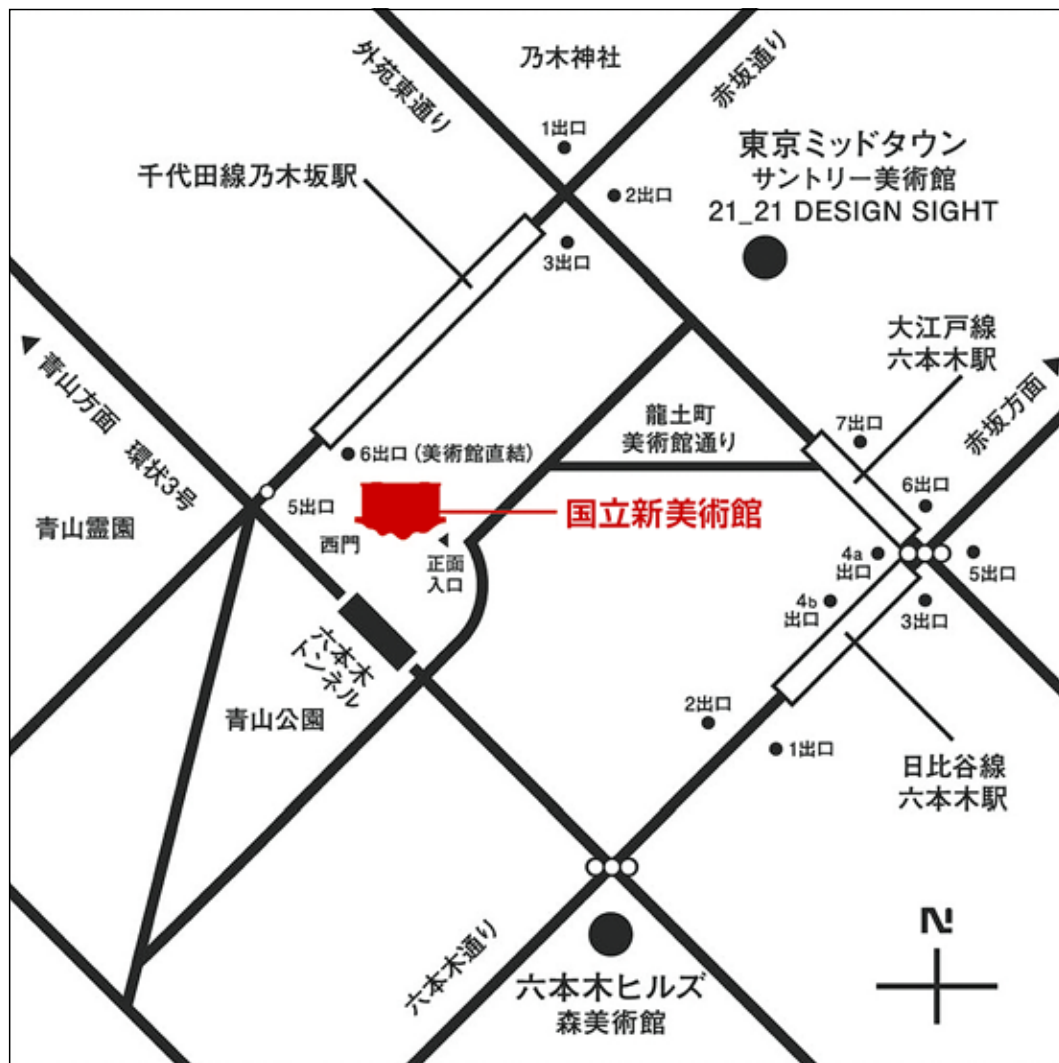 乃木神社
外苑東通り
赤坂通り
1出口
東京ミッドタウン
サントリー美術館
21_21 DESIGN SIGHT
千代田線乃木坂駅
2出口
3出口
大江戸線
六本木駅
青山方面 環状3号
赤坂方面
龍土町
美術館通り
7出口
6出口(美術館直結)
6出口
5出口
国立新美術館
青山霊園
西門
正面
入口
4a
出口
5出口
4b
出口
3出口
六本木
トンネル
青山公園
2出口
1出口
日比谷線
六本木駅
六本木通り
六本木ヒルズ
森美術館
N